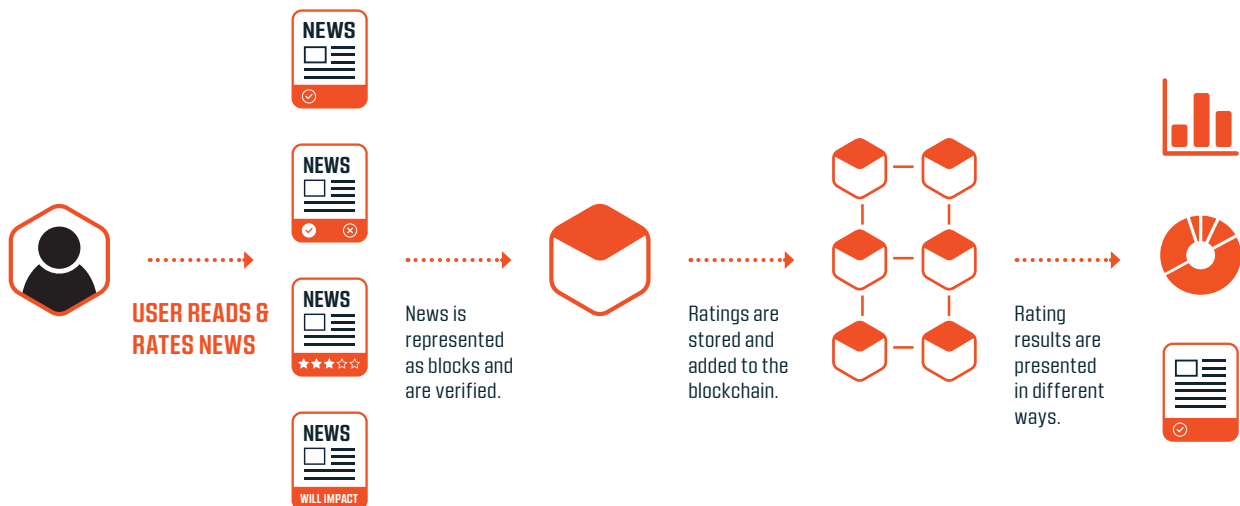 NEWS
NEWS
NEWS
NEWS
WILL IMPACT
USER READS &
RATES NEWS
News is
represented
as blocks and
are verified.
Ratings are
stored and
added to the
blockchain.
Rating
results are
presented
in different
ways.